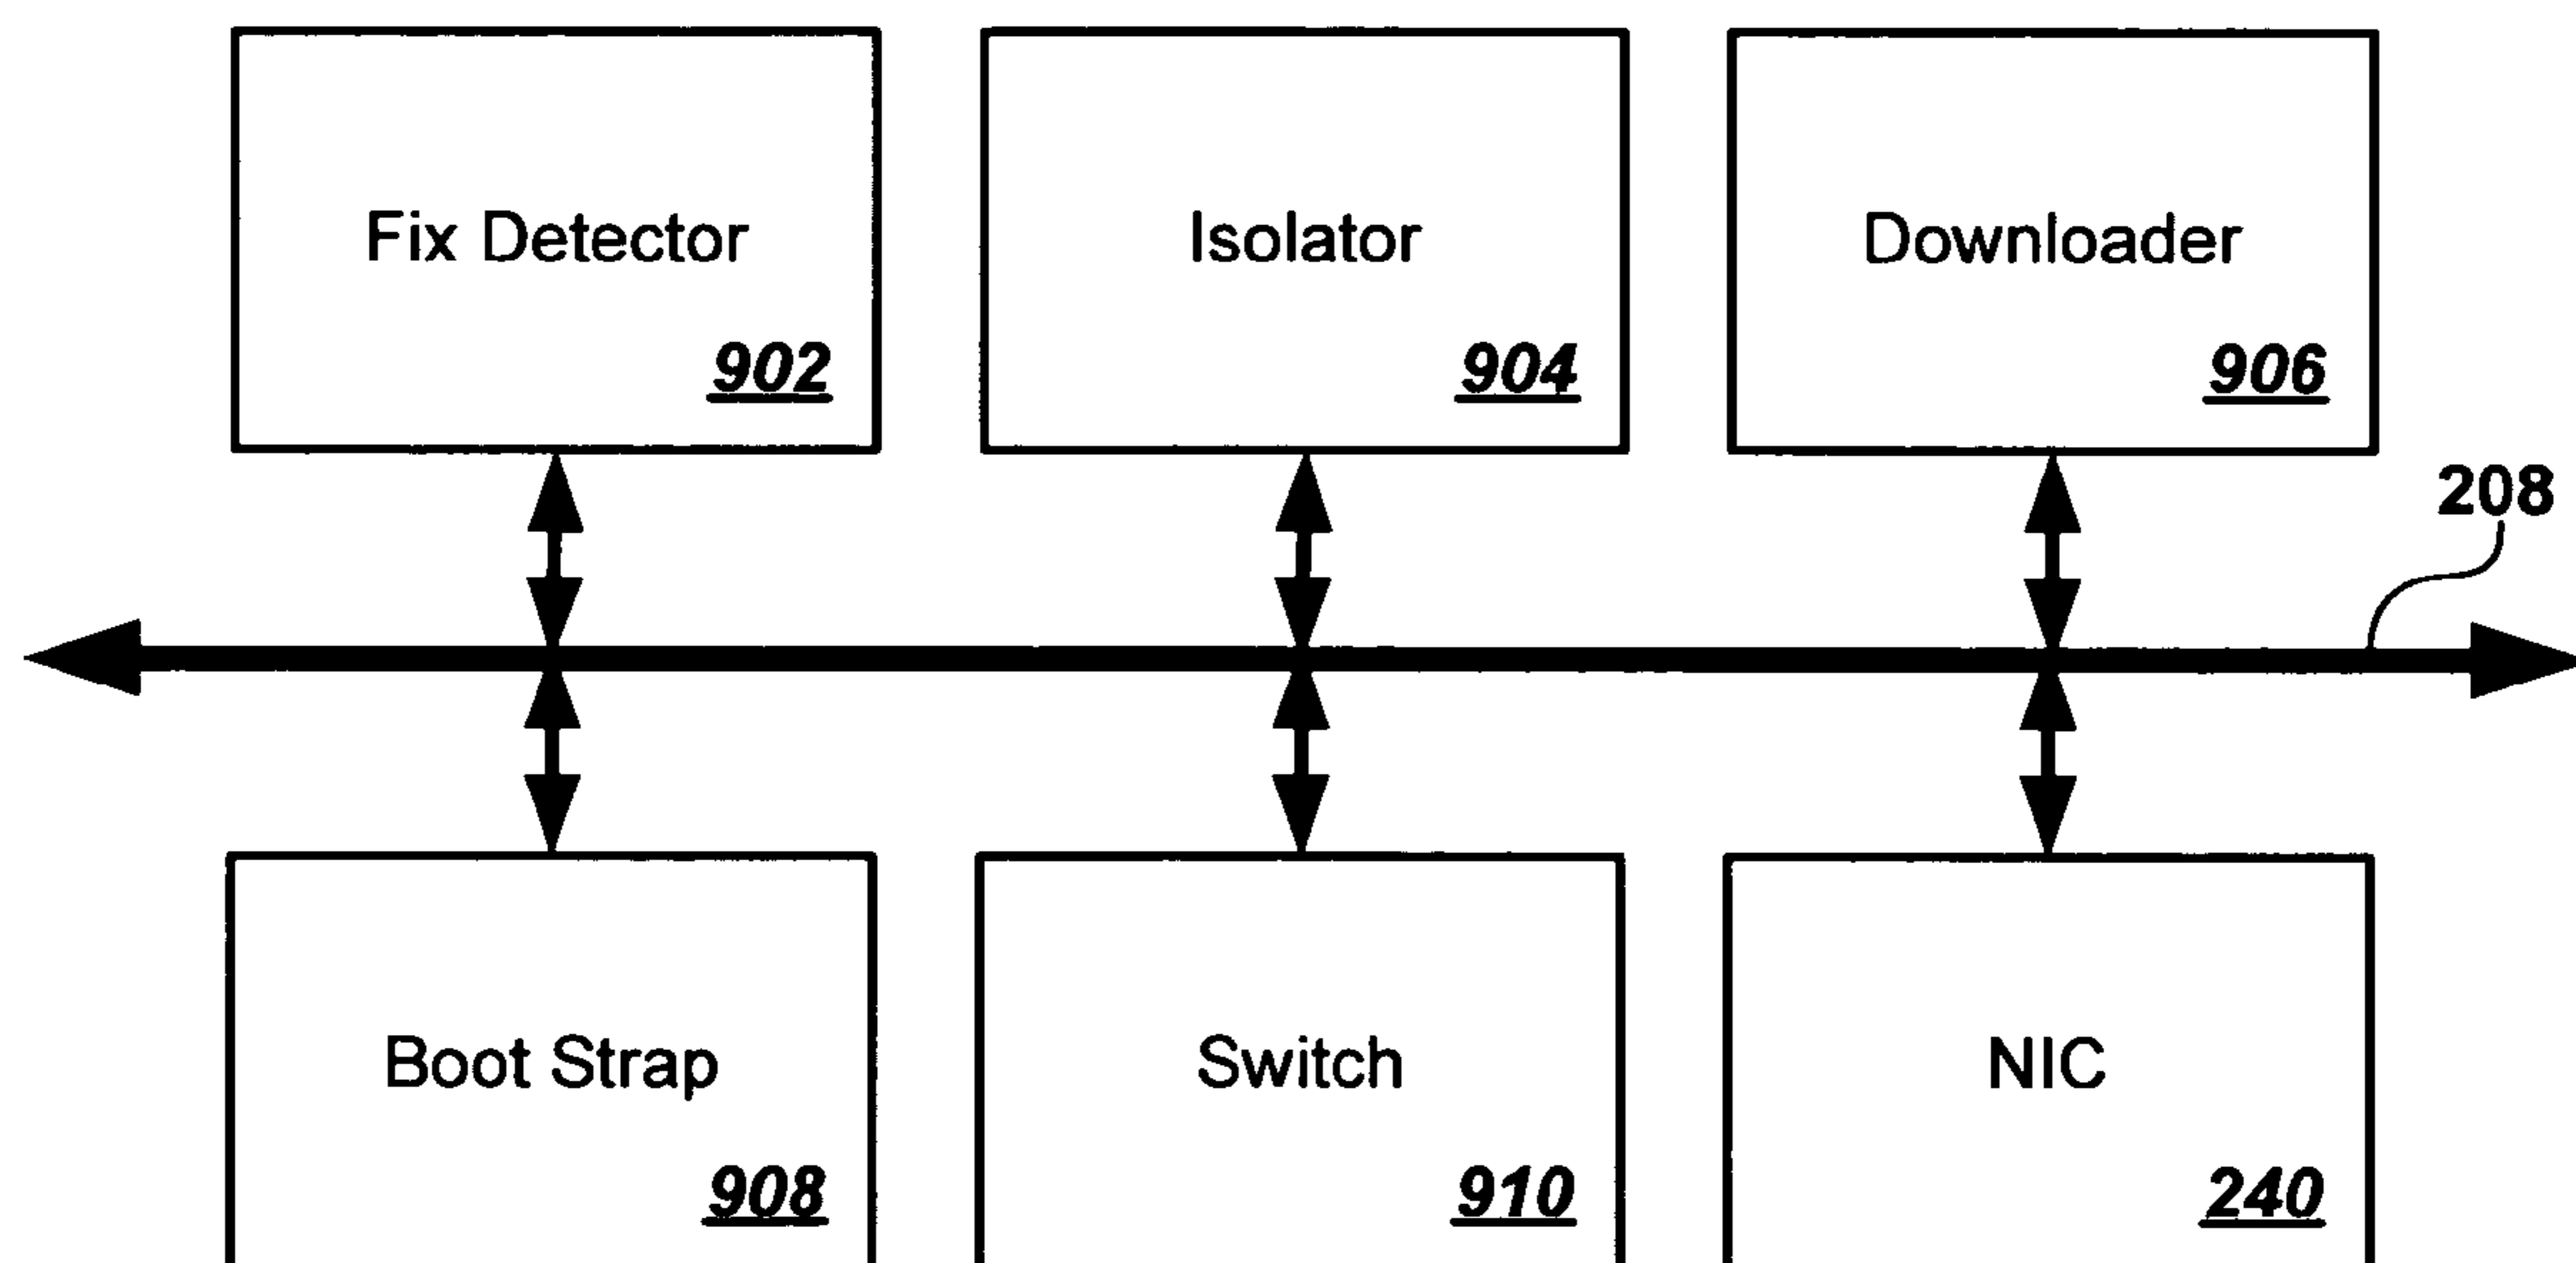 Fix Detector
902
Isolator
904
Downloader
906
208
Boot Strap
908
Switch
910
NIC
240